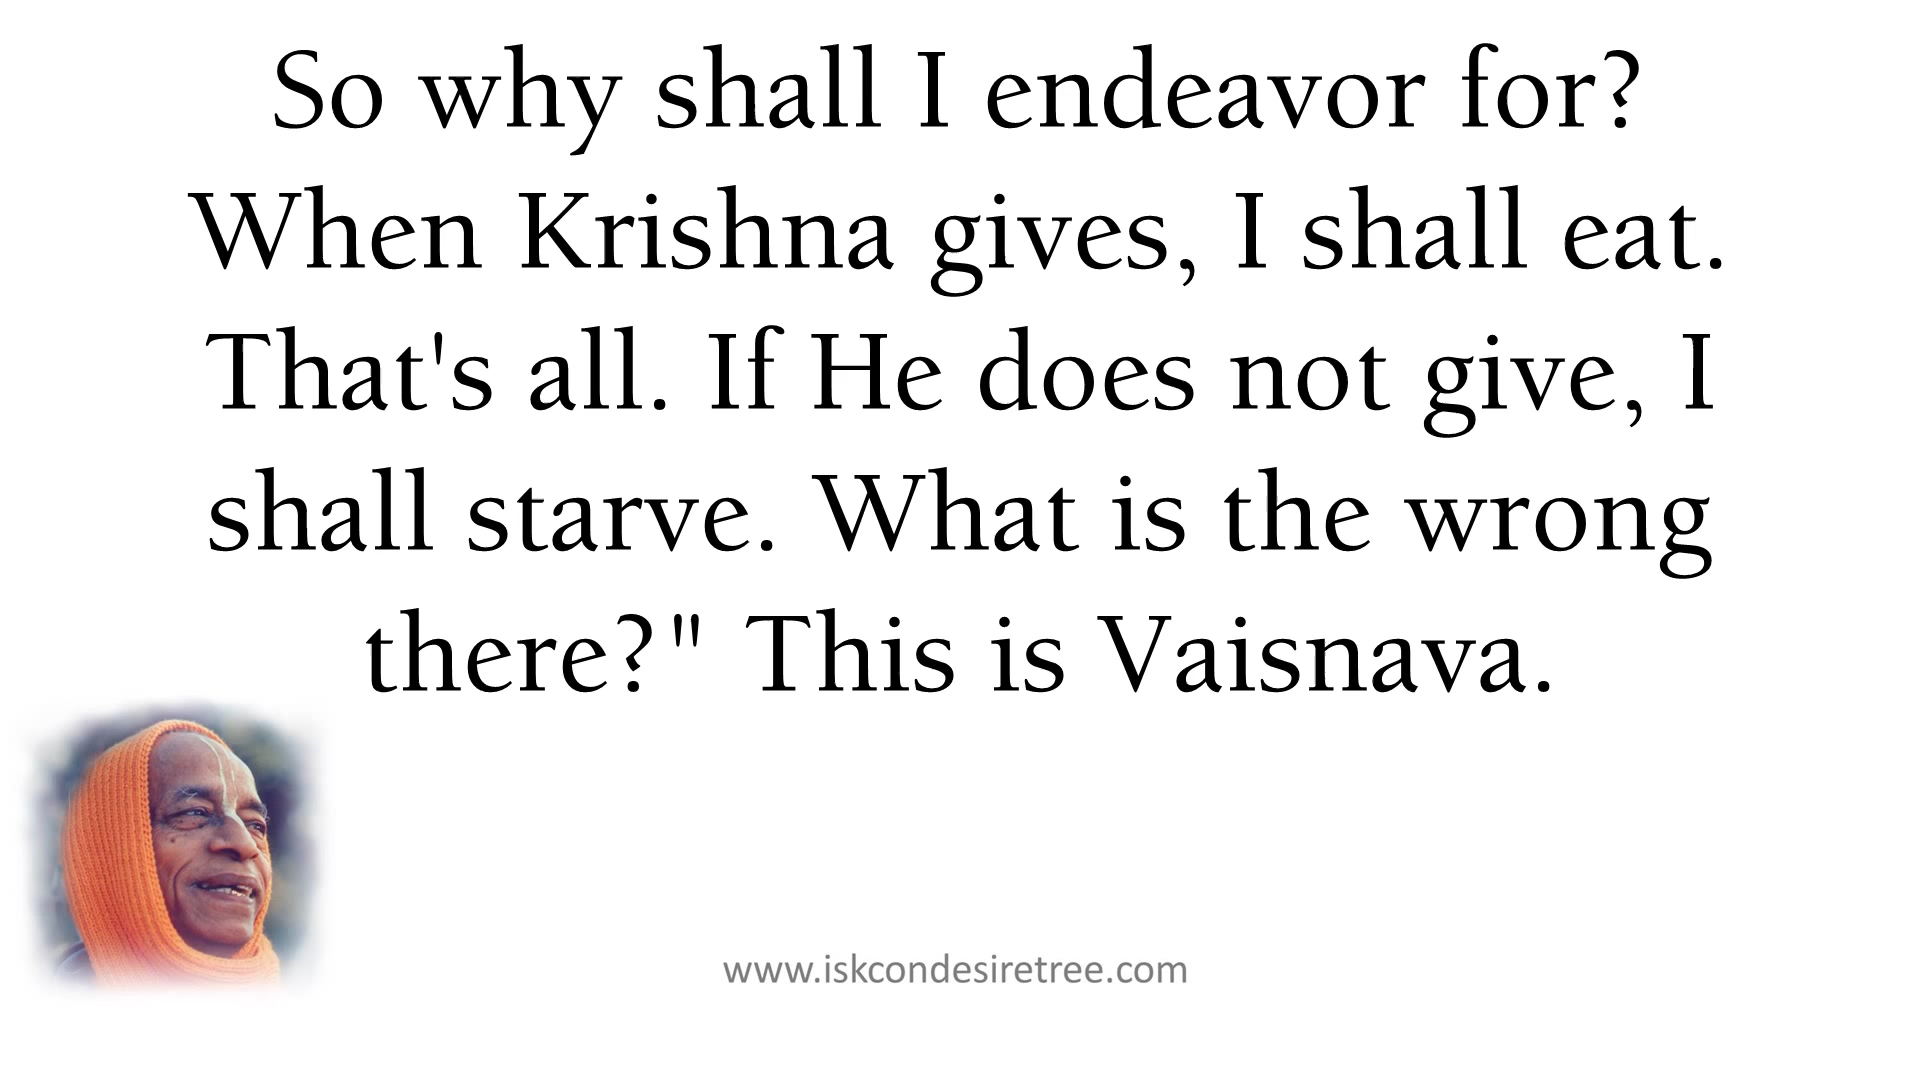 So why shall I endeavor for?
When Krishna gives, I shall eat.
That's all. If He does not give, I
shall starve. What is the wrong
there?" This is Vaisnava.
www.iskcondesiretree.com